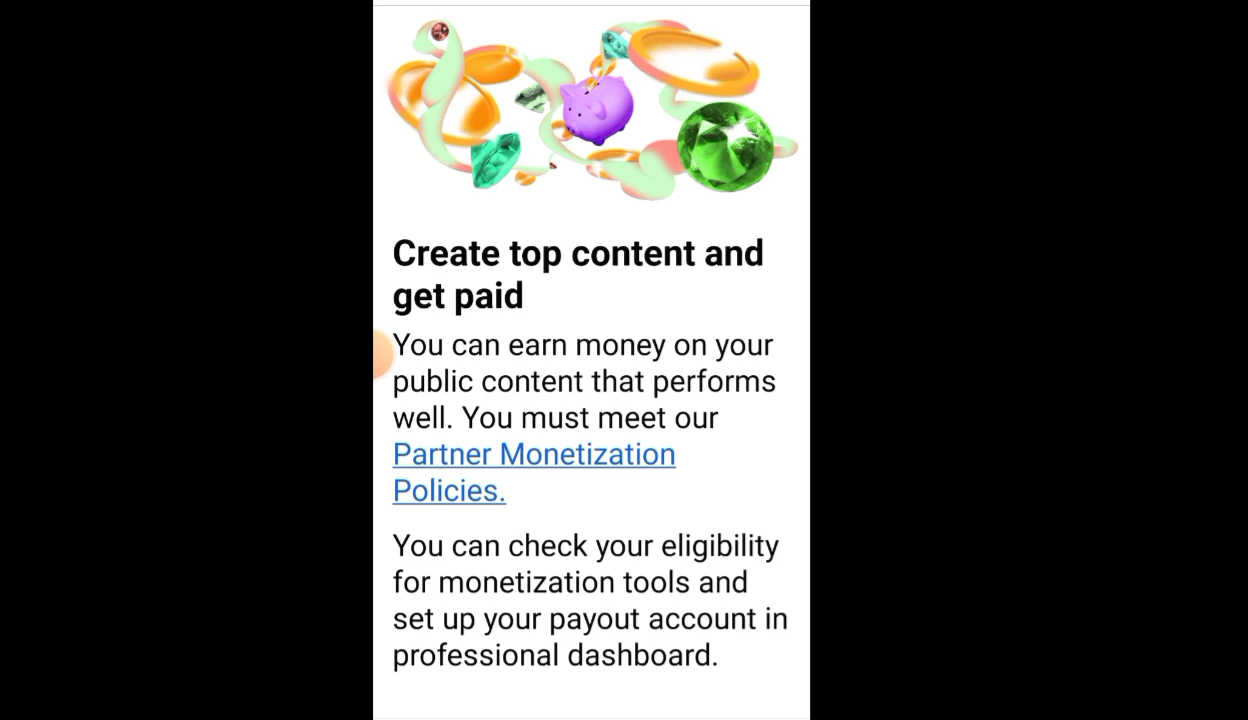 Create top content and
get paid
You can earn money on your
public content that performs
well. You must meet our
Partner Monetization
Policies.
You can check your eligibility
for monetization tools and
set up your payout account in
professional dashboard.